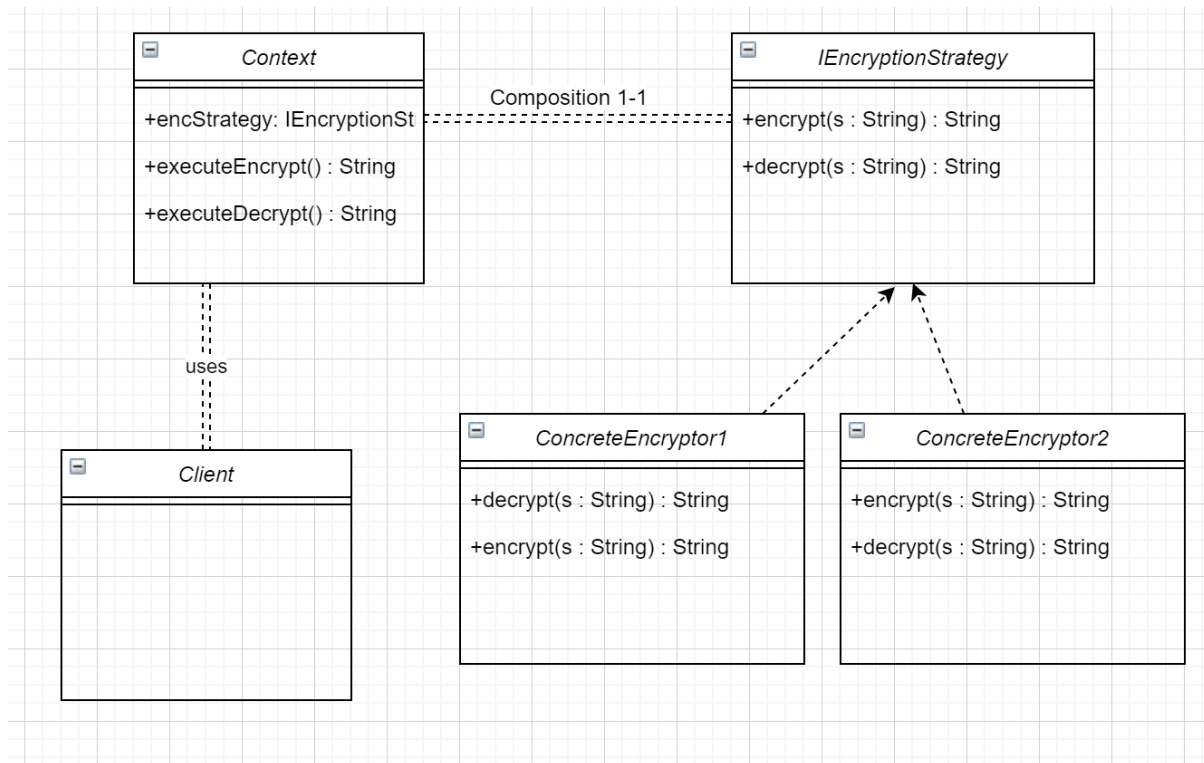 Context
+encStrategy: IEncryptionSt
+executeEncrypt() : String
+executeDecrypt() : String
Composition 1-1
IEncryptionStrategy
+encrypt(s : String) : String
+decrypt(s : String) : String
uses
Client
ConcreteEncryptor1
+decrypt(s : String) : String
+encrypt(s : String) : String
ConcreteEncryptor2
+encrypt(s : String) : String
+decrypt(s : String) : String